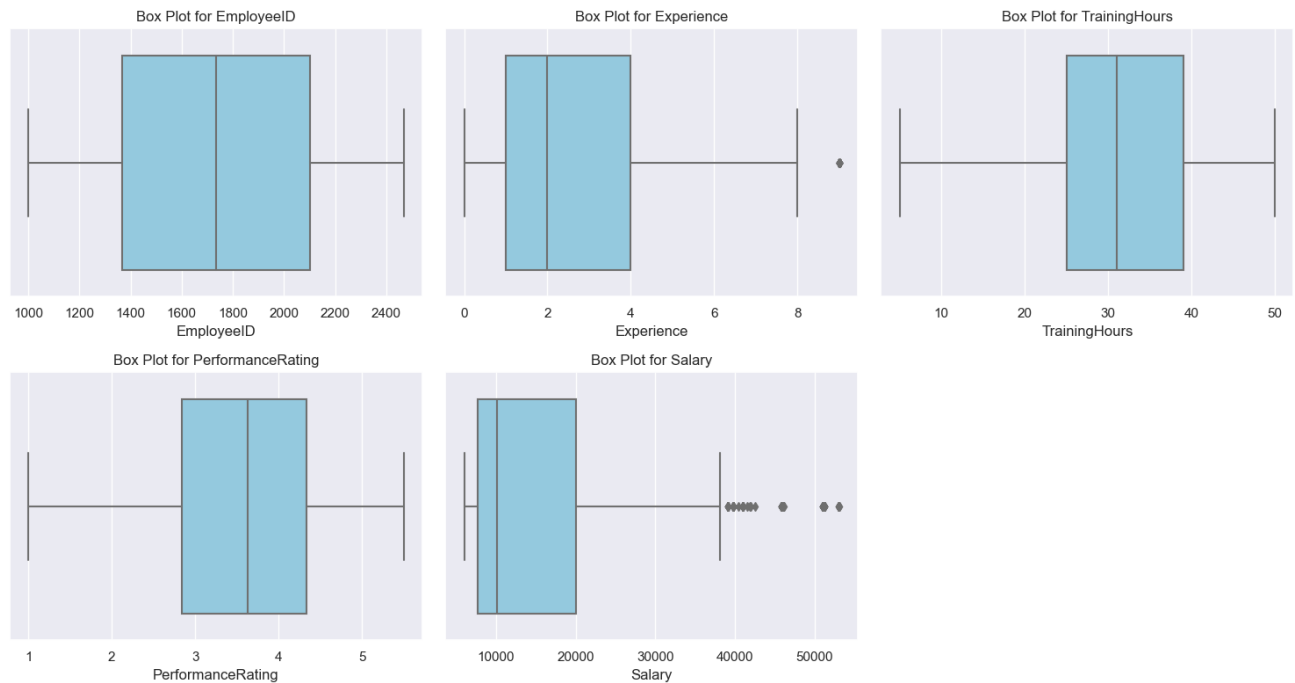 Box Plot for EmployeeID
1000 1200 1400 1600 1800 2000 2200 2400
EmployeeID
Box Plot for Experience
0 2 4 6 8
Experience
Box Plot for TrainingHours
10 20 30 40 50
TrainingHours
Box Plot for PerformanceRating
1 2 3 4 5
PerformanceRating
Box Plot for Salary
10000 20000 30000 40000 50000
Salary